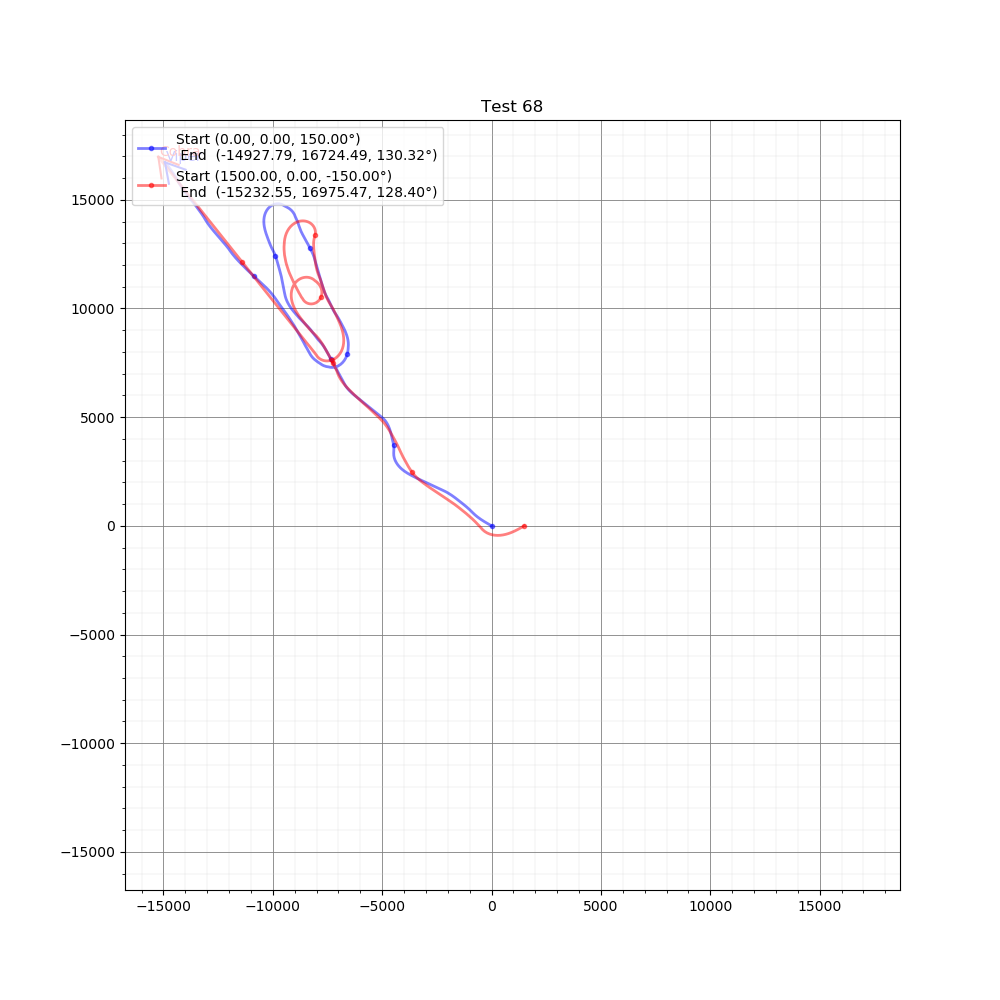 Test 68
Start (0.00, 0.00, 150.00°)
End (-14927.79, 16724.49, 130.32°)
Start (1500.00, 0.00, -150.00°)
End (-15232.55, 16975.47, 128.40°)
15000
10000
5000
0
−5000
−10000
−15000
−15000 −10000 −5000 0 5000 10000 15000